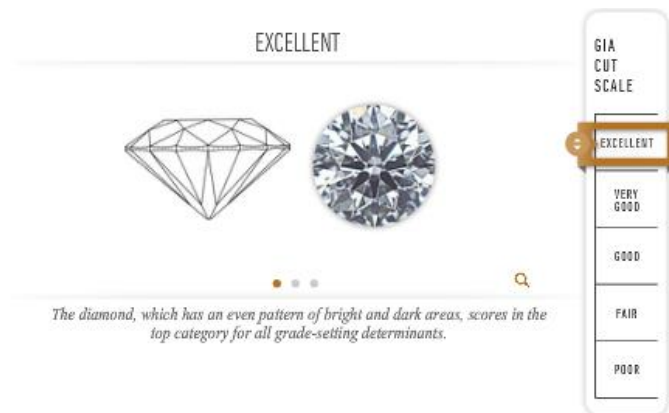 EXCELLENT
The diamond, which has an even pattern of bright and dark areas, scores in the
top category for all grade-setting determinants.
GIA
CUT
SCALE
EXCELLENT
VERY
GOOD
GOOD
FAIR
POOR